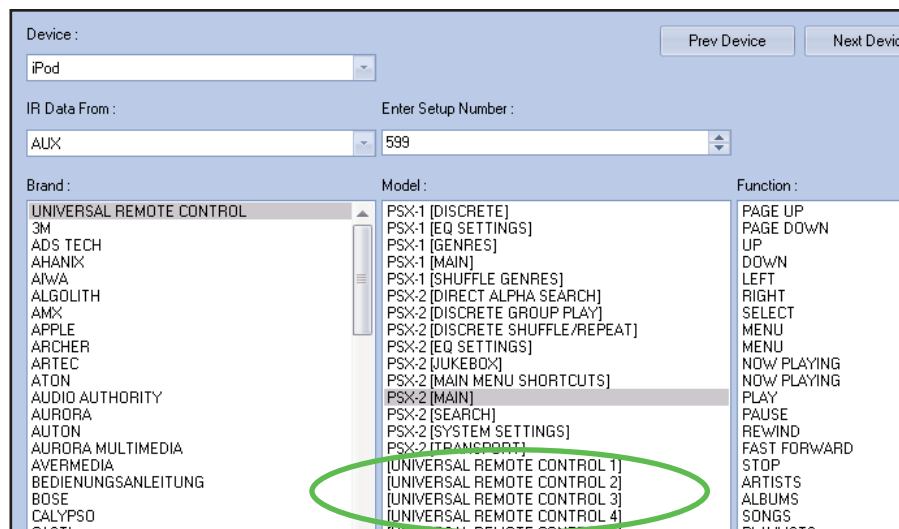 Device :
Prev Device
Next Devic
iPod
IR Data From :
Enter Setup Number :
AUX
599
Brand :
Model :
Function :
UNIVERSAL REMOTE CONTROL
3M
ADS TECH
AHANIX
AIWA
ALGOLITH
AMX
APPLE
ARCHER
ARTEC
ATON
AUDIO AUTHORITY
AURORA
AUTON
AURORA MULTIMEDIA
AVERMEDIA
BEDIENUNGSANLEITUNG
BOSE
CALYPSO
PSX-1 [DISCRETE]
PSX-1 [EQ SETTINGS]
PSX-1 [GENRES]
PSX-1 [MAIN]
PSX-1 [SHUFFLE GENRES]
PSX-2 [DIRECT ALPHA SEARCH]
PSX-2 [DISCRETE GROUP PLAY]
PSX-2 [DISCRETE SHUFFLE/REPEAT]
PSX-2 [EQ SETTINGS]
PSX-2 [JUKEBOX]
PSX-2 [MAIN MENU SHORTCUTS]
PSX-2 [MAIN]
PSX-2 [SEARCH]
PSX-2 [SYSTEM SETTINGS]
PSX-2 [TRANSPORT]
[UNIVERSAL REMOTE CONTROL 1]
[UNIVERSAL REMOTE CONTROL 2]
[UNIVERSAL REMOTE CONTROL 3]
[UNIVERSAL REMOTE CONTROL 4]
PAGE UP
PAGE DOWN
UP
DOWN
LEFT
RIGHT
SELECT
MENU
MENU
NOW PLAYING
NOW PLAYING
PLAY
PAUSE
REWIND
FAST FORWARD
STOP
ARTISTS
ALBUMS
SONGS